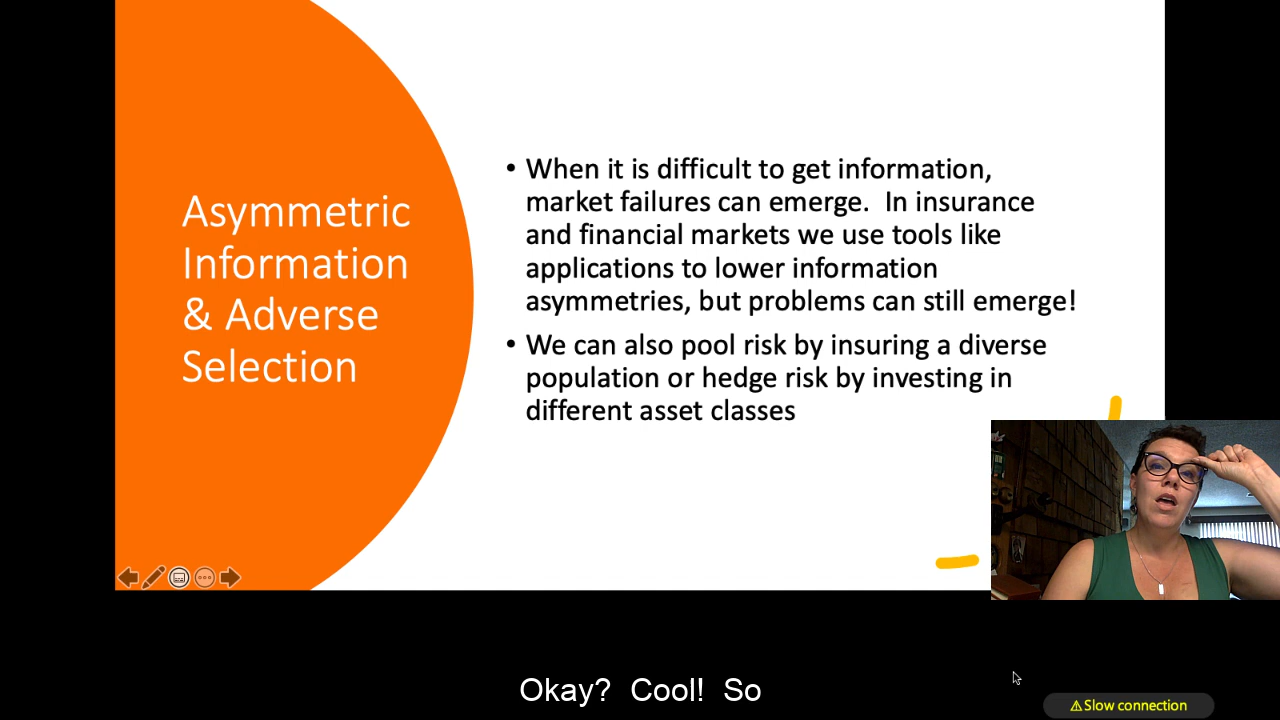 Asymmetric
Information
& Adverse
Selection
• When it is difficult to get information,
market failures can emerge.  In insurance
and financial markets we use tools like
applications to lower information
asymmetries, but problems can still emerge!
• We can also pool risk by insuring a diverse
population or hedge risk by investing in
different asset classes
Okay?  Cool!  So
⚠Slow connection